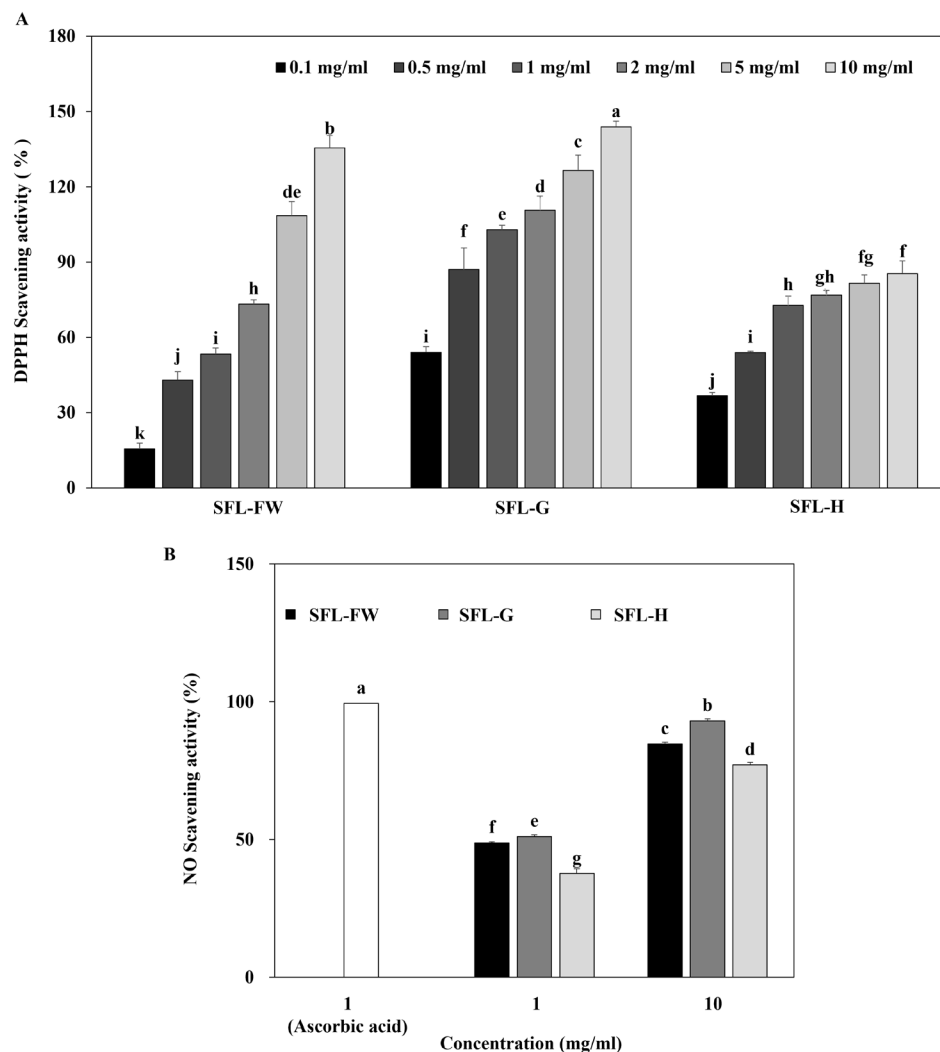 A
180
150
120
90
60
30
0
DPPH Scavening activity ( % )
0.1 mg/ml 0.5 mg/ml 1 mg/ml 2 mg/ml 5 mg/ml 10 mg/ml
k j i h de b
i f e d c a
j i h gh fg f
SFL-FW SFL-G SFL-H
B
150
100
50
0
NO Scavening activity (%)
SFL-FW SFL-G SFL-H
a
f e g
c b d
1 1 10
(Ascorbic acid)
Concentration (mg/ml)